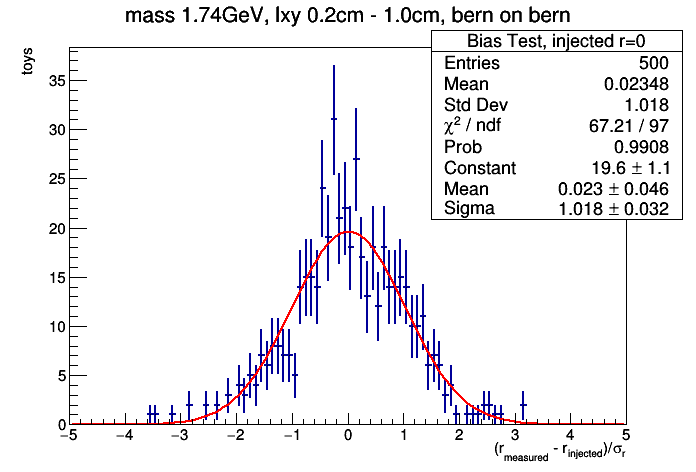 mass 1.74GeV, lxy 0.2cm - 1.0cm, bern on bern
Bias Test, injected r=0
Entries 500
Mean 0.02348
Std Dev 1.018
χ² / ndf 67.21 / 97
Prob 0.9908
Constant 19.6 ± 1.1
Mean 0.023 ± 0.046
Sigma 1.018 ± 0.032
toys
35
30
25
20
15
10
5
0
−5 −4 −3 −2 −1 0 1 2 3 4 5
(r_measured - r_injected)/σ_r